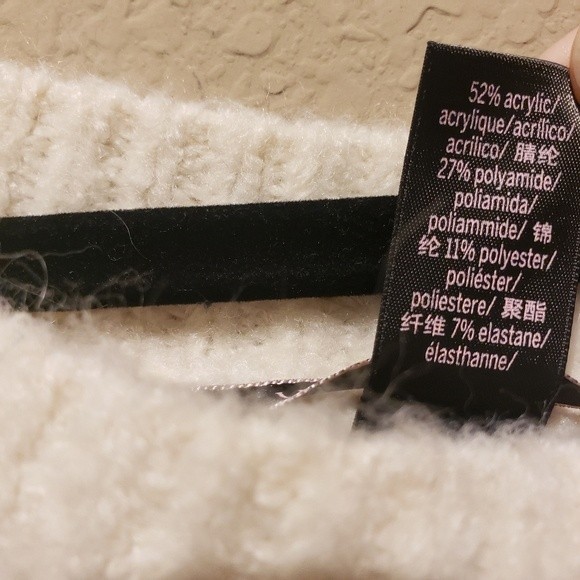 52% acrylic/
acrylique/acrílico/
acrilico/ 腈纶
27% polyamide/
poliamida/
poliammide/ 锦
纶 11% polyester/
poliéster/
poliestere/ 聚酯
纤维 7% elastane/
élasthanne/